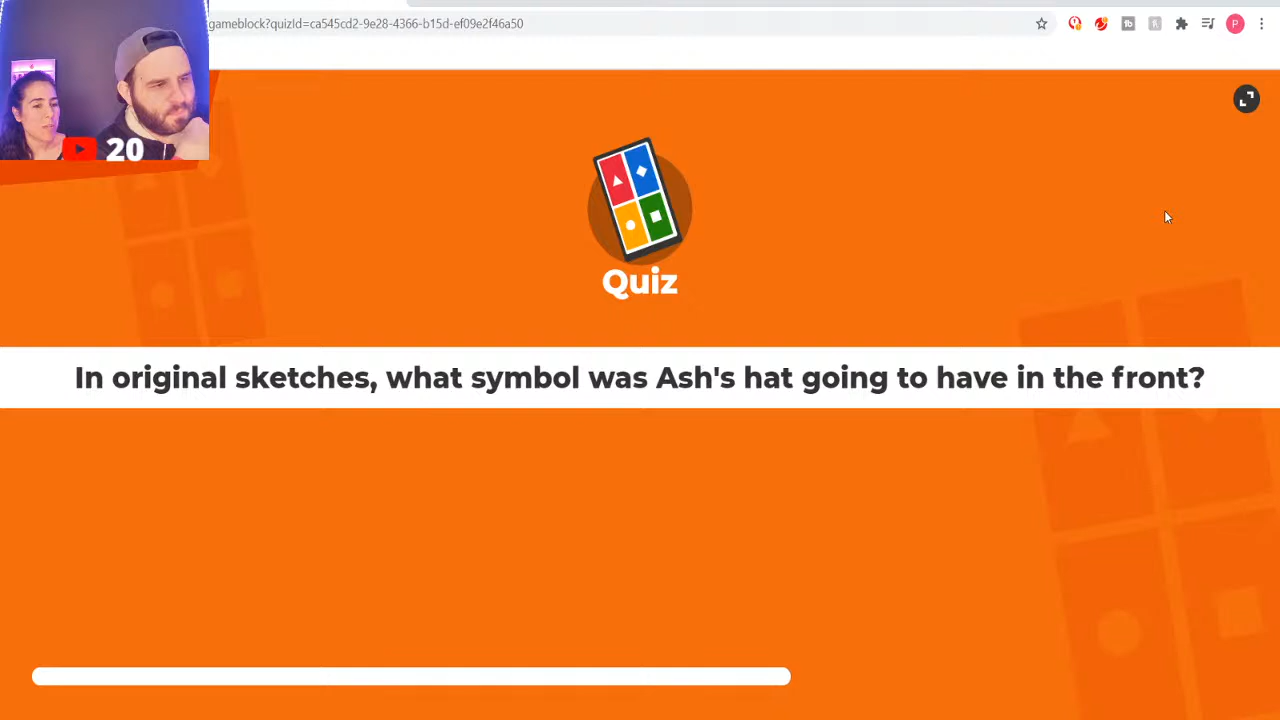 gameblock?quizId=ca545cd2-9e28-4366-b15d-ef09e2f46a50
20
Quiz
In original sketches, what symbol was Ash's hat going to have in the front?